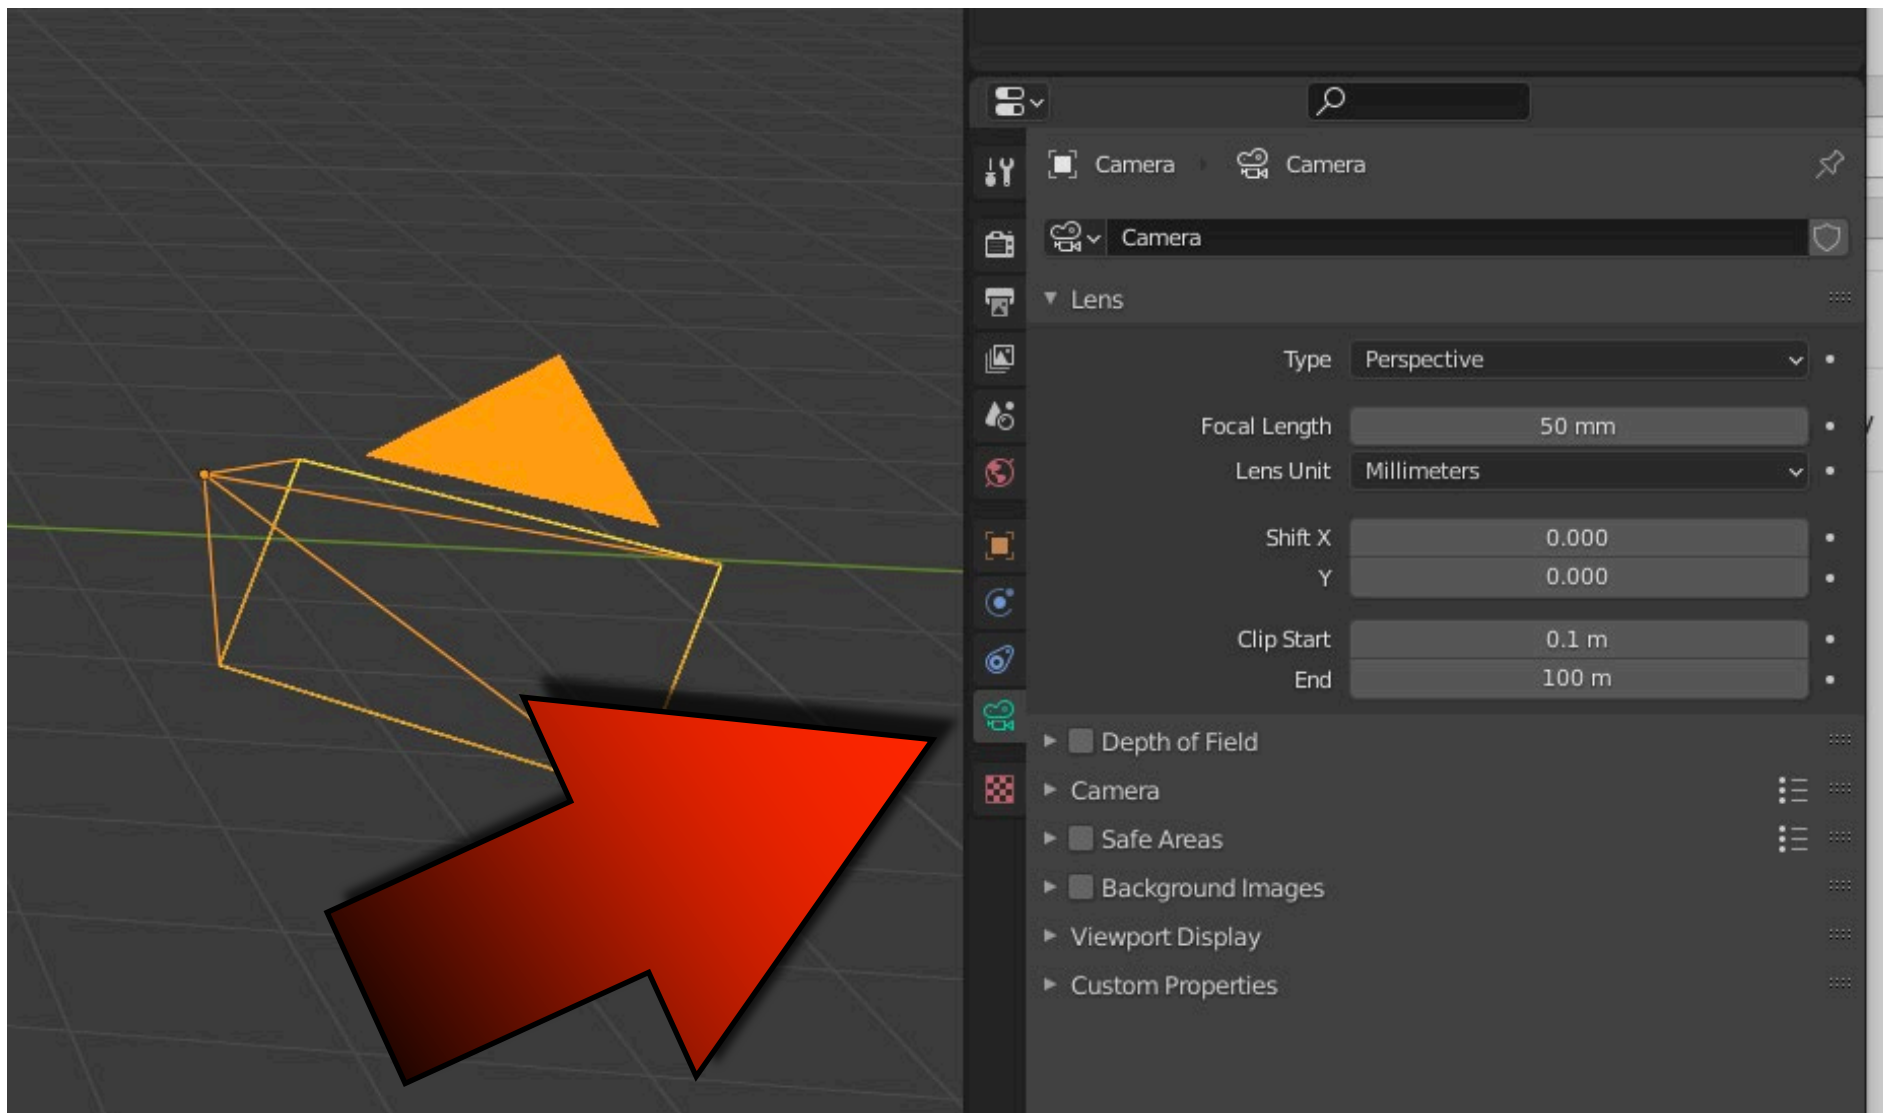 Camera Camera
Camera
Lens
Type Perspective
Focal Length 50 mm
Lens Unit Millimeters
Shift X 0.000
Y 0.000
Clip Start 0.1 m
End 100 m
Depth of Field
Camera
Safe Areas
Background Images
Viewport Display
Custom Properties